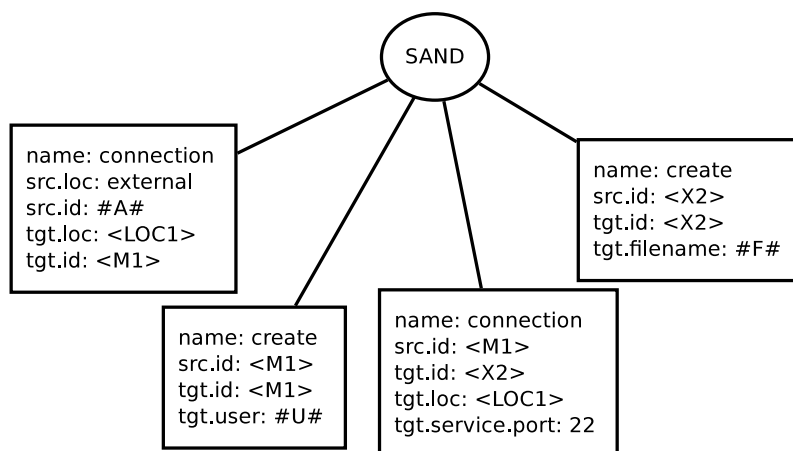 SAND
name: connection
src.loc: external
src.id: #A#
tgt.loc: <LOC1>
tgt.id: <M1>
name: create
src.id: <M1>
tgt.id: <M1>
tgt.user: #U#
name: connection
src.id: <M1>
tgt.id: <X2>
tgt.loc: <LOC1>
tgt.service.port: 22
name: create
src.id: <X2>
tgt.id: <X2>
tgt.filename: #F#